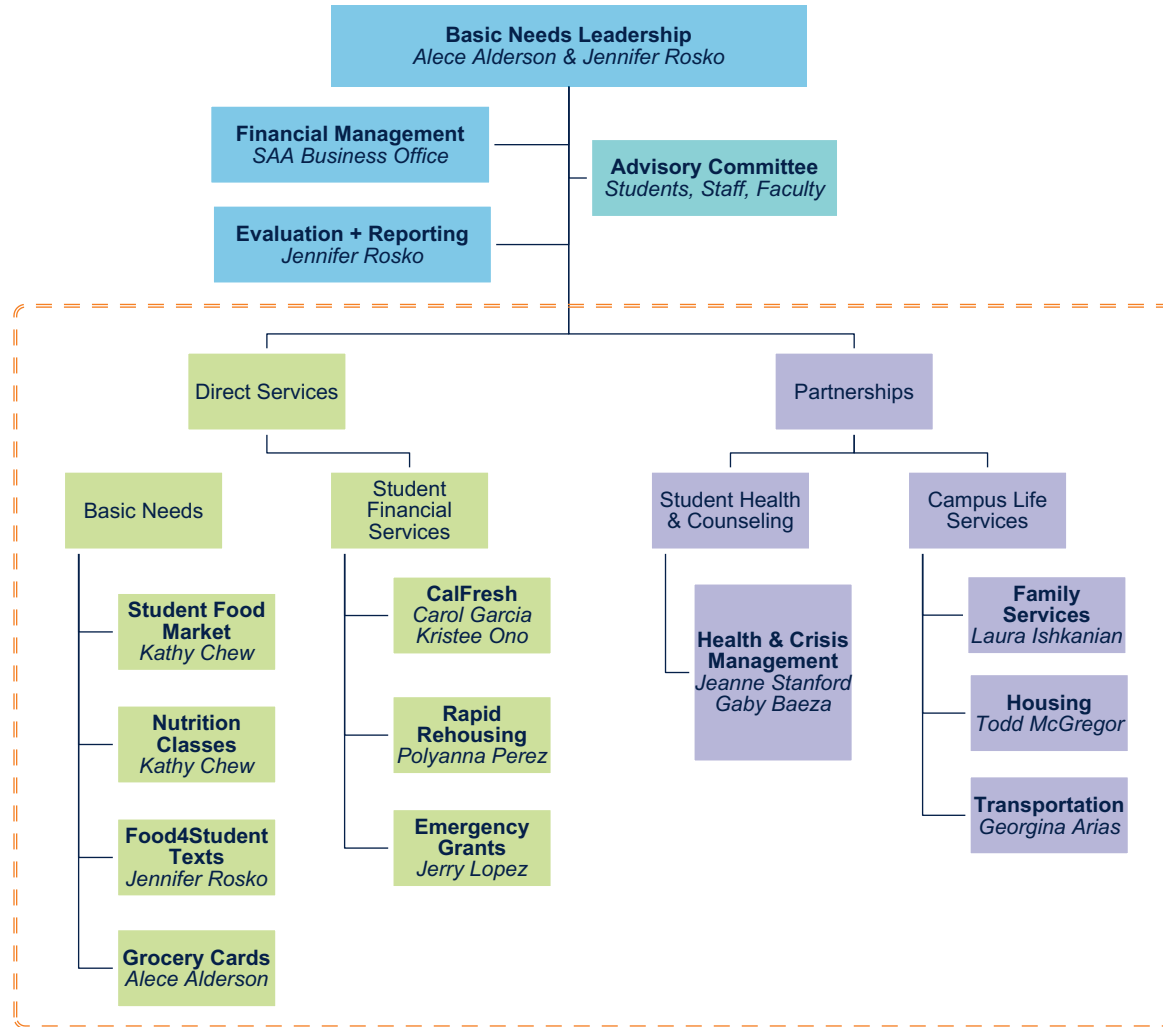 Basic Needs Leadership
Alece Alderson & Jennifer Rosko
Financial Management
SAA Business Office
Advisory Committee
Students, Staff, Faculty
Evaluation + Reporting
Jennifer Rosko
Direct Services
Partnerships
Basic Needs
Student
Financial
Services
Student Health
& Counseling
Campus Life
Services
Student Food
Market
Kathy Chew
Nutrition
Classes
Kathy Chew
Food4Student
Texts
Jennifer Rosko
Grocery Cards
Alece Alderson
CalFresh
Carol Garcia
Kristee Ono
Rapid
Rehousing
Polyanna Perez
Emergency
Grants
Jerry Lopez
Health & Crisis
Management
Jeanne Stanford
Gaby Baeza
Family
Services
Laura Ishkanian
Housing
Todd McGregor
Transportation
Georgina Arias